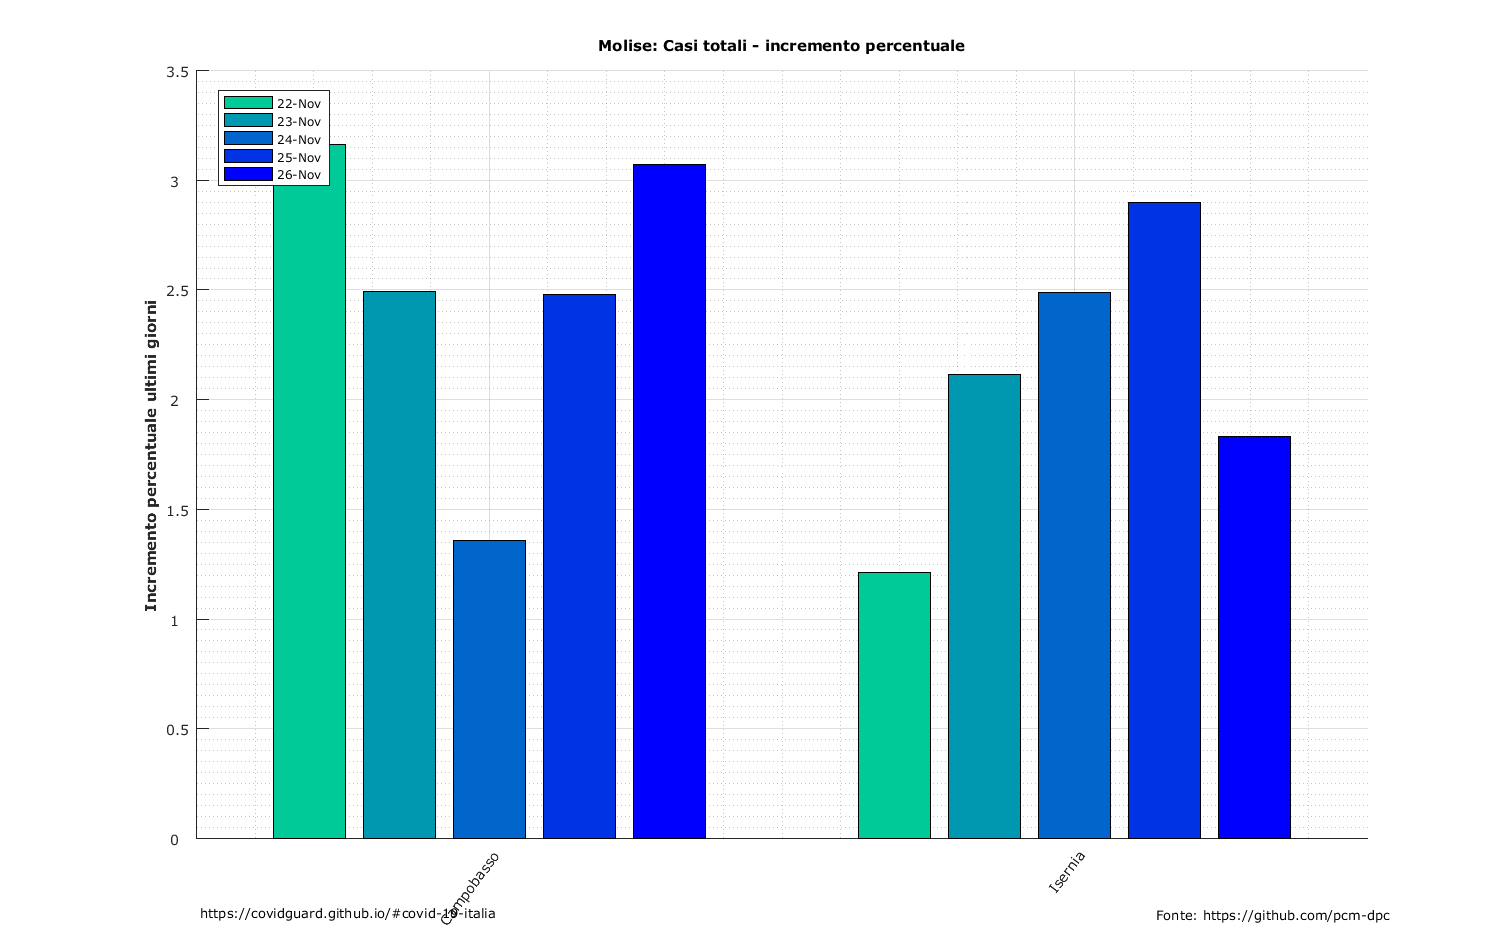 Molise: Casi totali - incremento percentuale
3.5
3
2.5
2
1.5
1
0.5
0
Incremento percentuale ultimi giorni
22-Nov
23-Nov
24-Nov
25-Nov
26-Nov
Campobasso
Isernia
https://covidguard.github.io/#covid-19-italia
Fonte: https://github.com/pcm-dpc